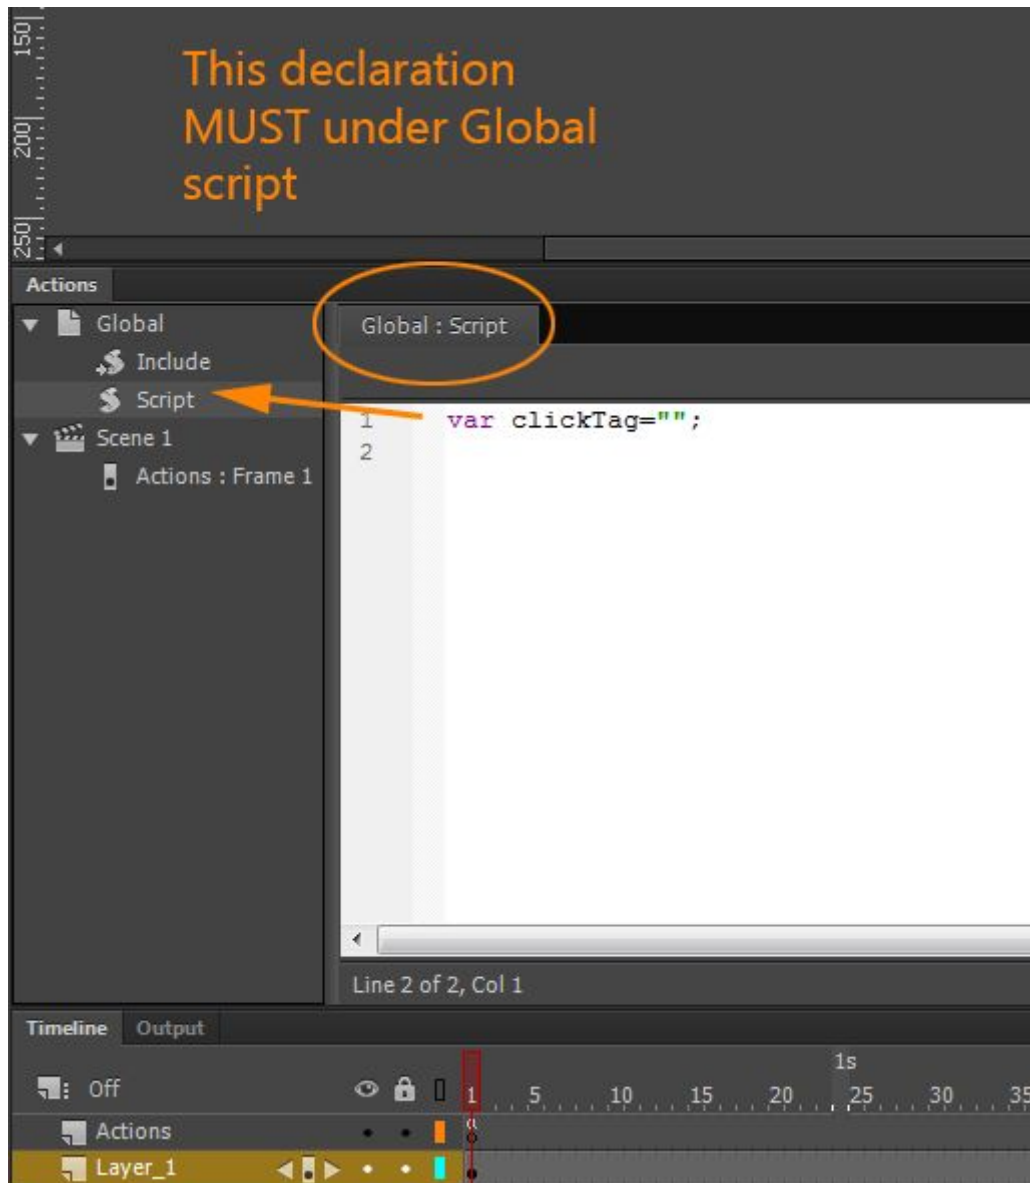 150
200
250
This declaration
MUST under Global
script
Actions
Global
Include
Script
Scene 1
Actions : Frame 1
Global : Script
1 var clickTag="";
2
Line 2 of 2, Col 1
Timeline Output
1s
Off 1 5 10 15 20 25 30 35
Actions a
Layer_1